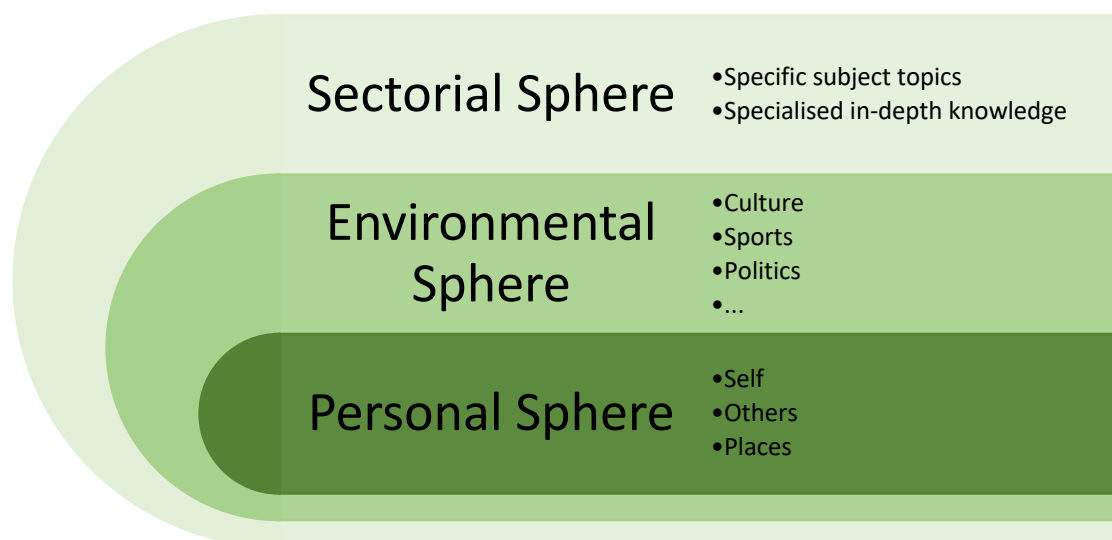 Sectorial Sphere
•Specific subject topics
•Specialised in-depth knowledge
Environmental
Sphere
•Culture
•Sports
•Politics
•...
Personal Sphere
•Self
•Others
•Places